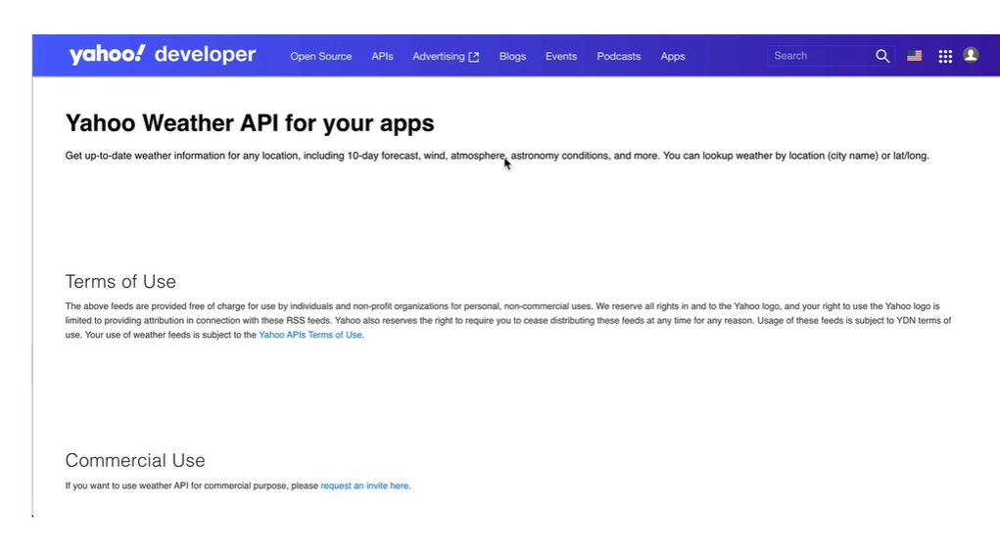 yahoo! developer Open Source APIs Advertising Blogs Events Podcasts Apps Search
Yahoo Weather API for your apps
Get up-to-date weather information for any location, including 10-day forecast, wind, atmosphere, astronomy conditions, and more. You can lookup weather by location (city name) or lat/long.
Terms of Use
The above feeds are provided free of charge for use by individuals and non-profit organizations for personal, non-commercial uses. We reserve all rights in and to the Yahoo logo, and your right to use the Yahoo logo is
limited to providing attribution in connection with these RSS feeds. Yahoo also reserves the right to require you to cease distributing these feeds at any time for any reason. Usage of these feeds is subject to YDN terms of
use. Your use of weather feeds is subject to the Yahoo APIs Terms of Use.
Commercial Use
If you want to use weather API for commercial purpose, please request an invite here.